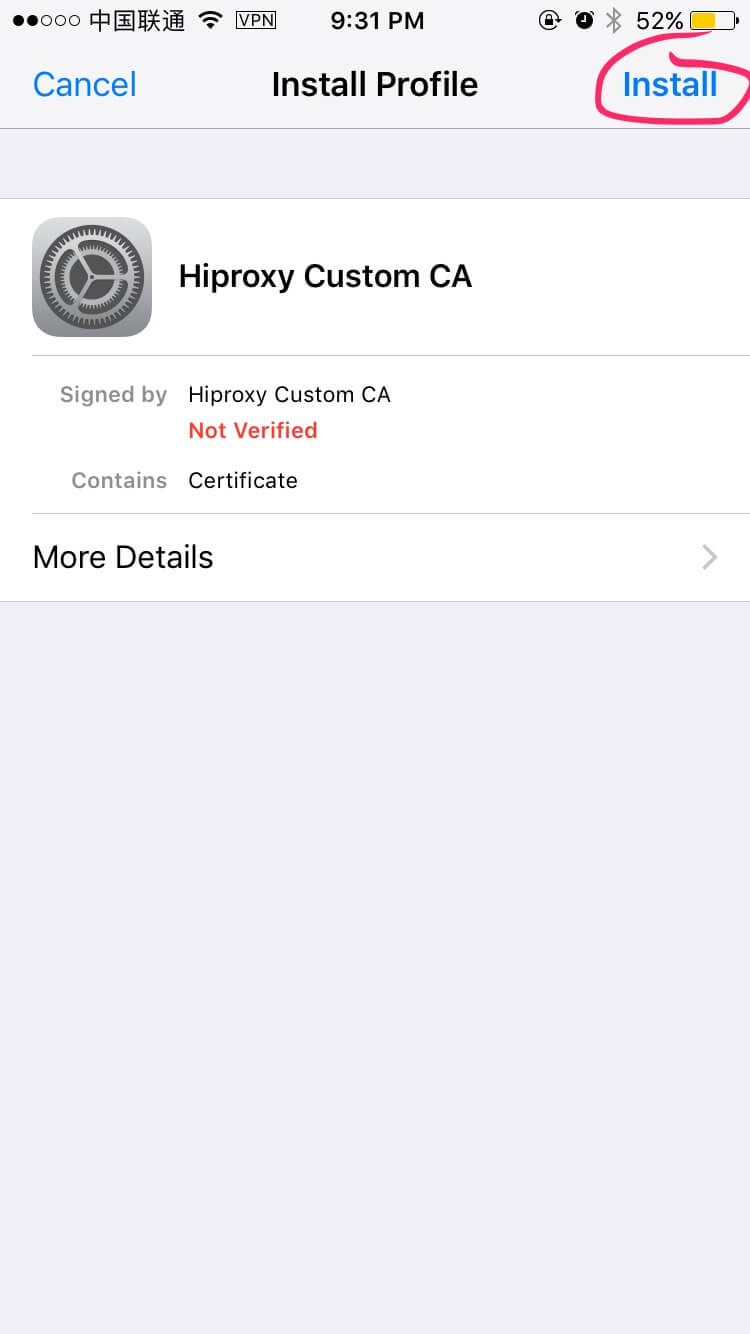 中国联通 VPN 9:31 PM 52%
Cancel Install Profile Install
Hiproxy Custom CA
Signed by Hiproxy Custom CA
Not Verified
Contains Certificate
More Details